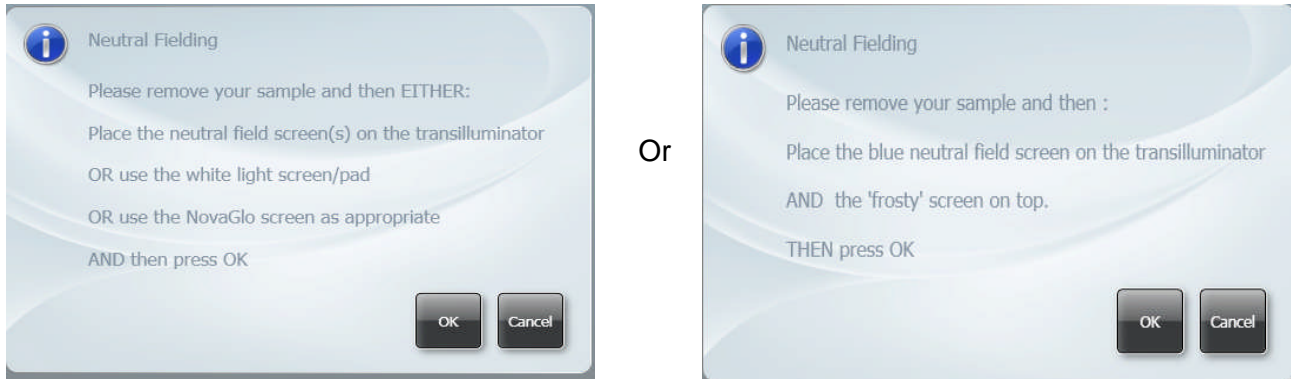 Neutral Fielding
Please remove your sample and then EITHER:
Place the neutral field screen(s) on the transilluminator
OR use the white light screen/pad
OR use the NovaGlo screen as appropriate
AND then press OK
OK
Cancel
Or
Neutral Fielding
Please remove your sample and then :
Place the blue neutral field screen on the transilluminator
AND the 'frosty' screen on top.
THEN press OK
OK
Cancel